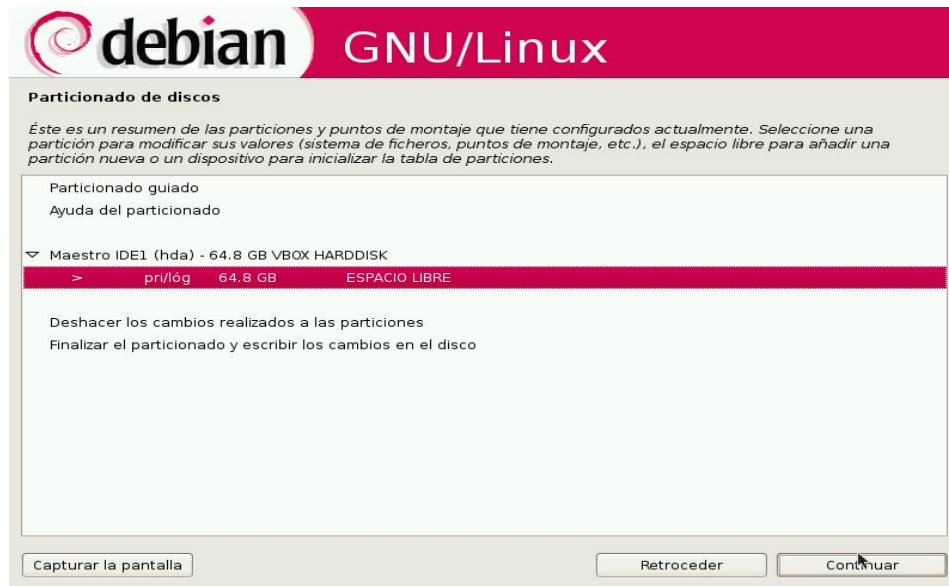 debian GNU/Linux
Particionado de discos
Éste es un resumen de las particiones y puntos de montaje que tiene configurados actualmente. Seleccione una
partición para modificar sus valores (sistema de ficheros, puntos de montaje, etc.), el espacio libre para añadir una
partición nueva o un dispositivo para inicializar la tabla de particiones.
Particionado guiado
Ayuda del particionado
Maestro IDE1 (hda) - 64.8 GB VBOX HARDDISK
> pri/lóg 64.8 GB ESPACIO LIBRE
Deshacer los cambios realizados a las particiones
Finalizar el particionado y escribir los cambios en el disco
Capturar la pantalla Retroceder Continuar